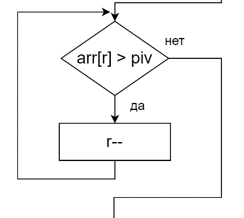 нет
arr[r] > piv
да
r--